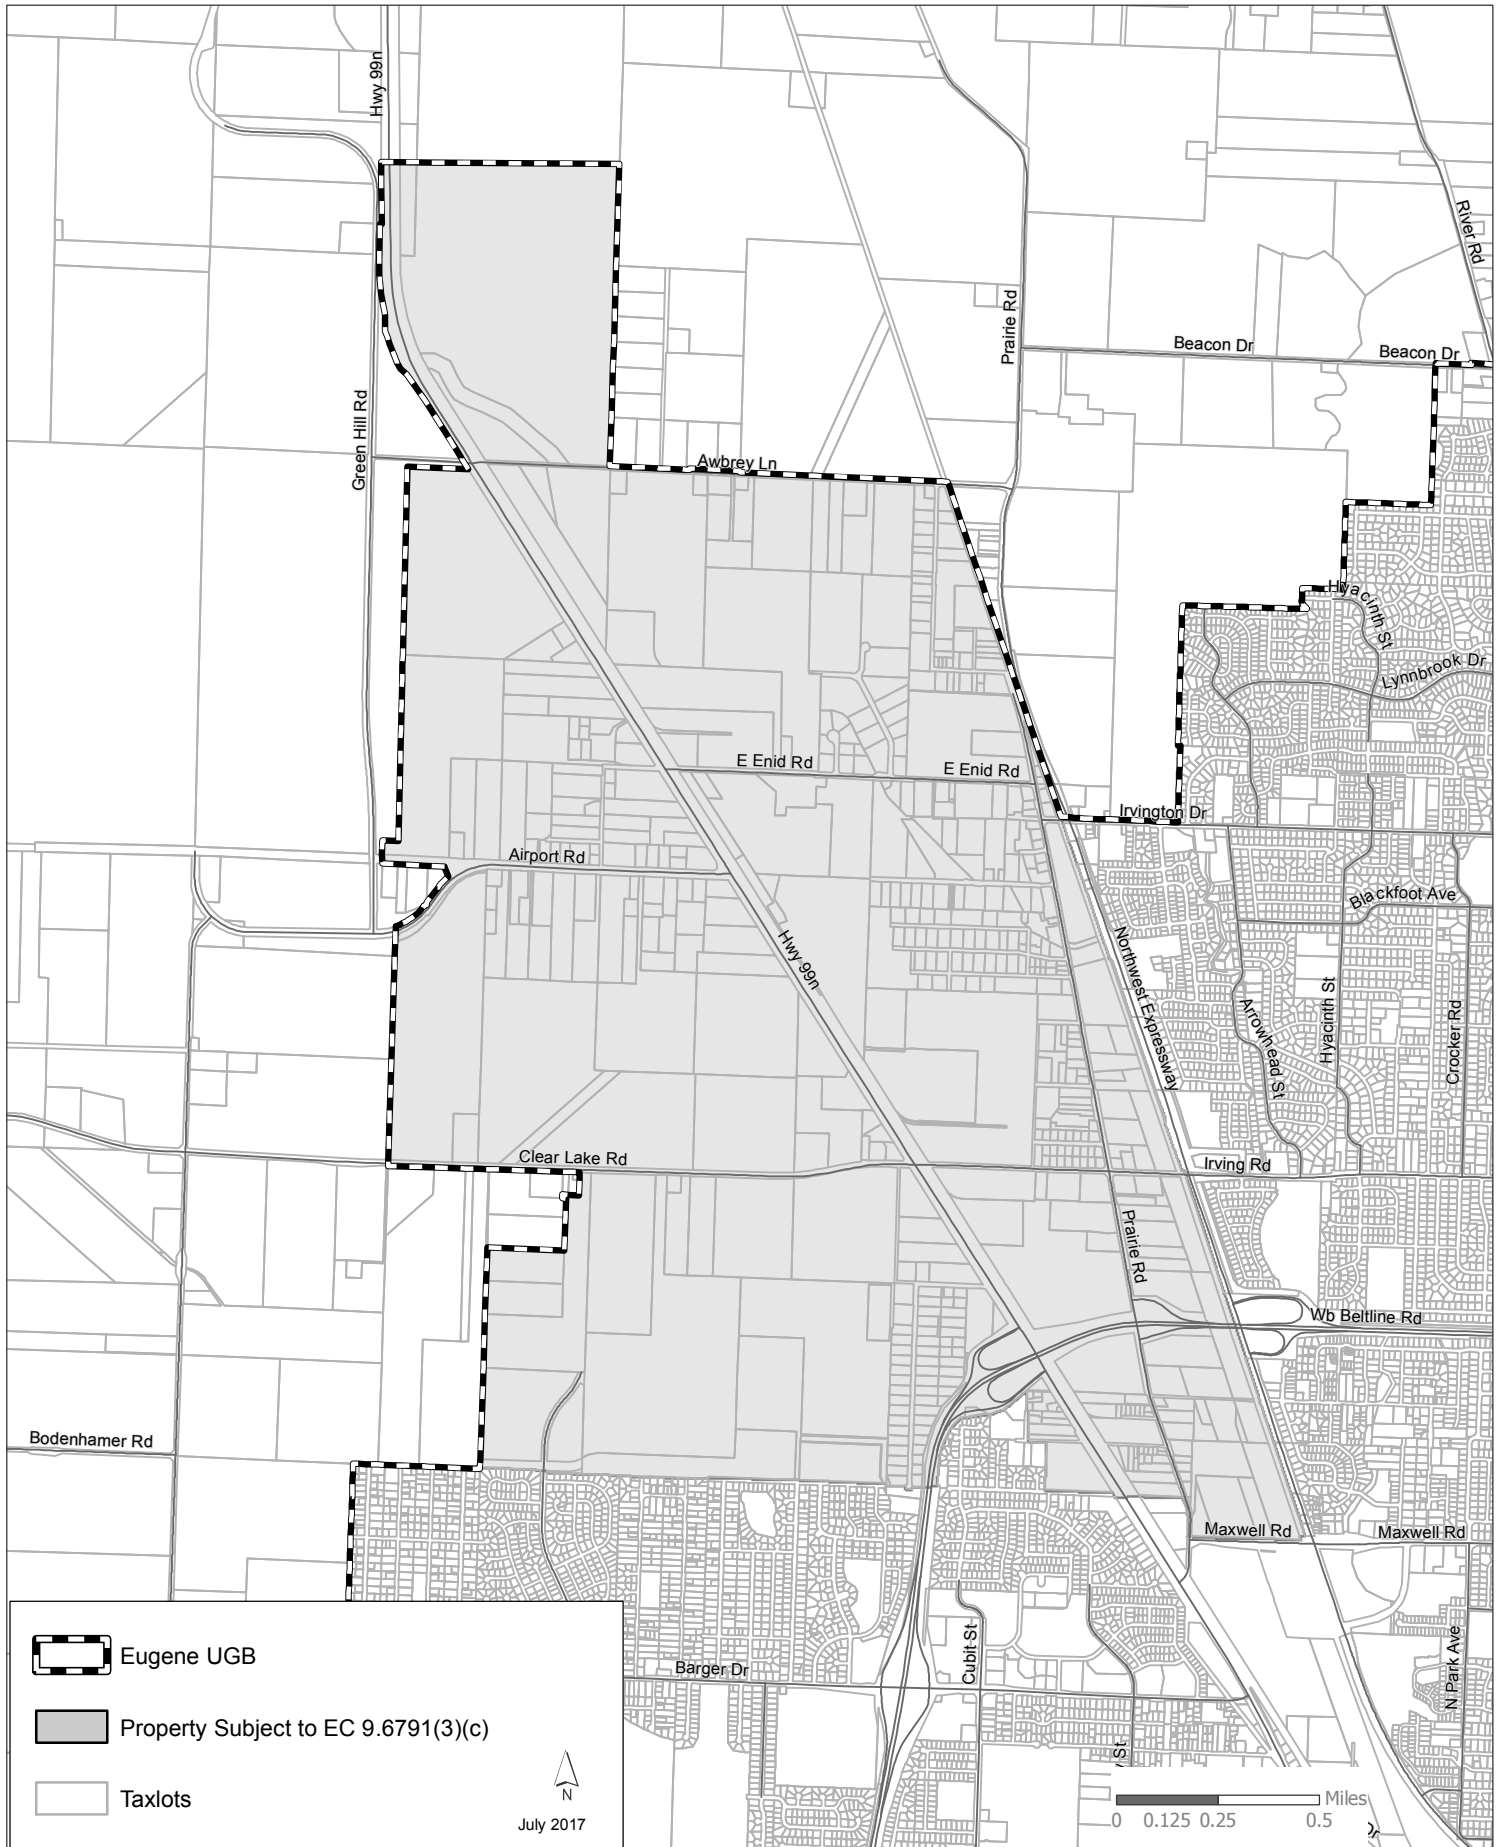 Hwy 99n
River Rd
Prairie Rd
Beacon Dr
Beacon Dr
Green Hill Rd
Awbrey Ln
Hyacinth St
Lynnbrook Dr
E Enid Rd
E Enid Rd
Irvington Dr
Airport Rd
Blackfoot Ave
Hwy 99n
Northwest Expressway
Arrowhead St
Hyacinth St
Crocker Rd
Clear Lake Rd
Irving Rd
Prairie Rd
Wb Beltline Rd
Bodenhamer Rd
Maxwell Rd
Maxwell Rd
Cubit St
N Park Ave
Barger Dr
St
Dr
Eugene UGB
Property Subject to EC 9.6791(3)(c)
Taxlots
N
July 2017
Miles
0 0.125 0.25 0.5